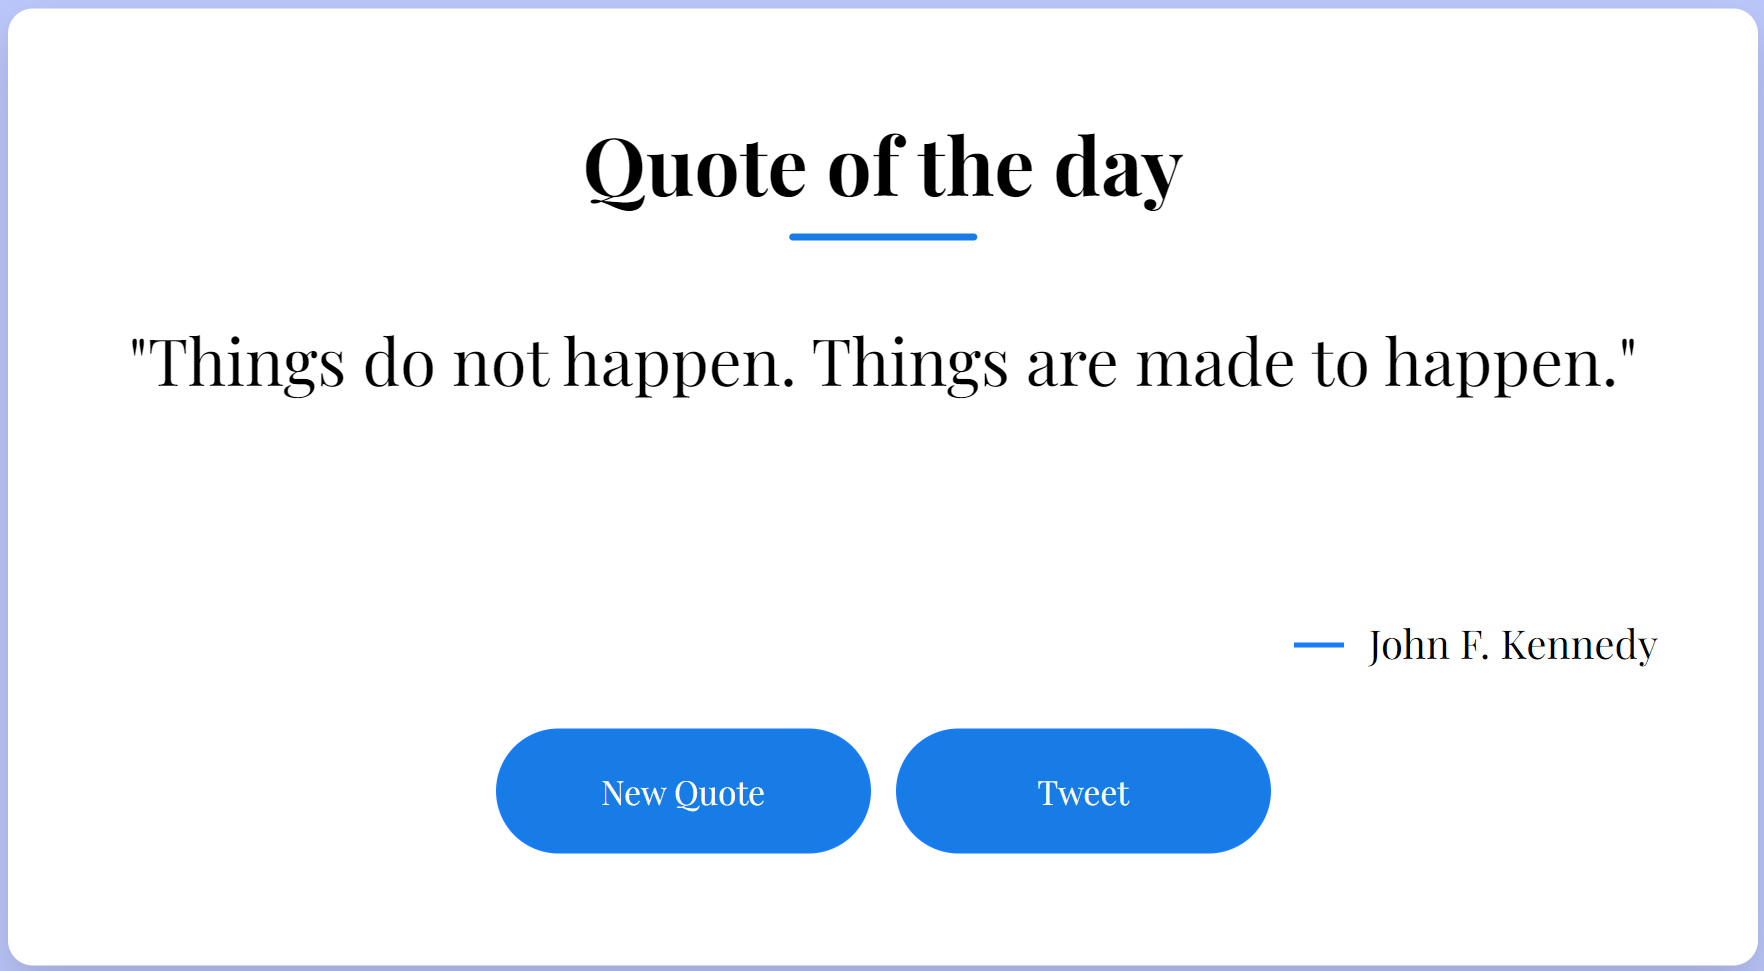 Quote of the day
"Things do not happen. Things are made to happen."
John F. Kennedy
New Quote
Tweet